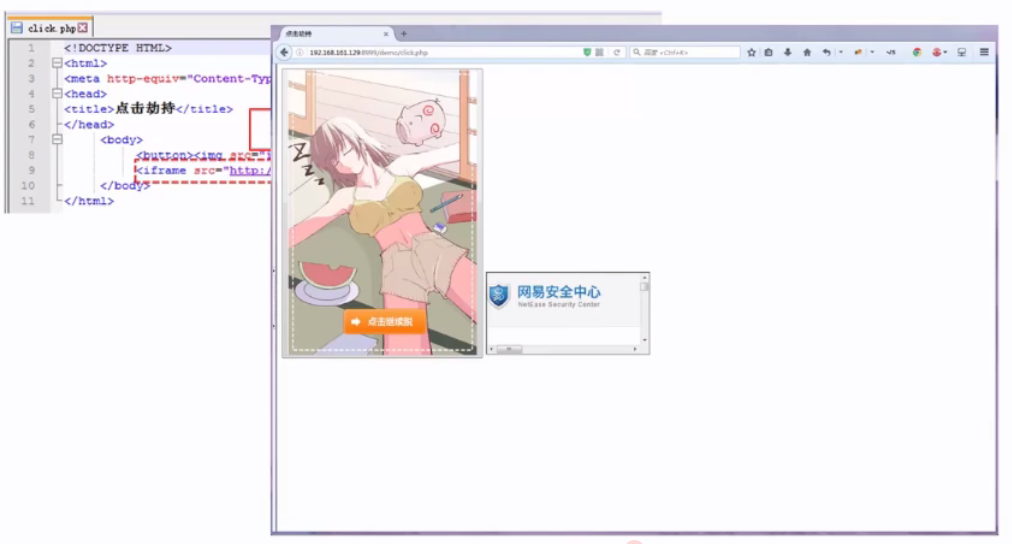 click.php
1 <!DOCTYPE HTML>
2 <html>
3 <meta http-equiv="Content-Typ
4 <head>
5 <title>点击劫持</title>
6 </head>
7 <body>
8 <button><img src="i
9 <iframe src="http:/
10 </body>
11 </html>
点击劫持
192.168.161.129:8999/demo/click.php
百度 <Ctrl+K>
Z
Z
z
点击继续脱
网易安全中心
NetEase Security Center